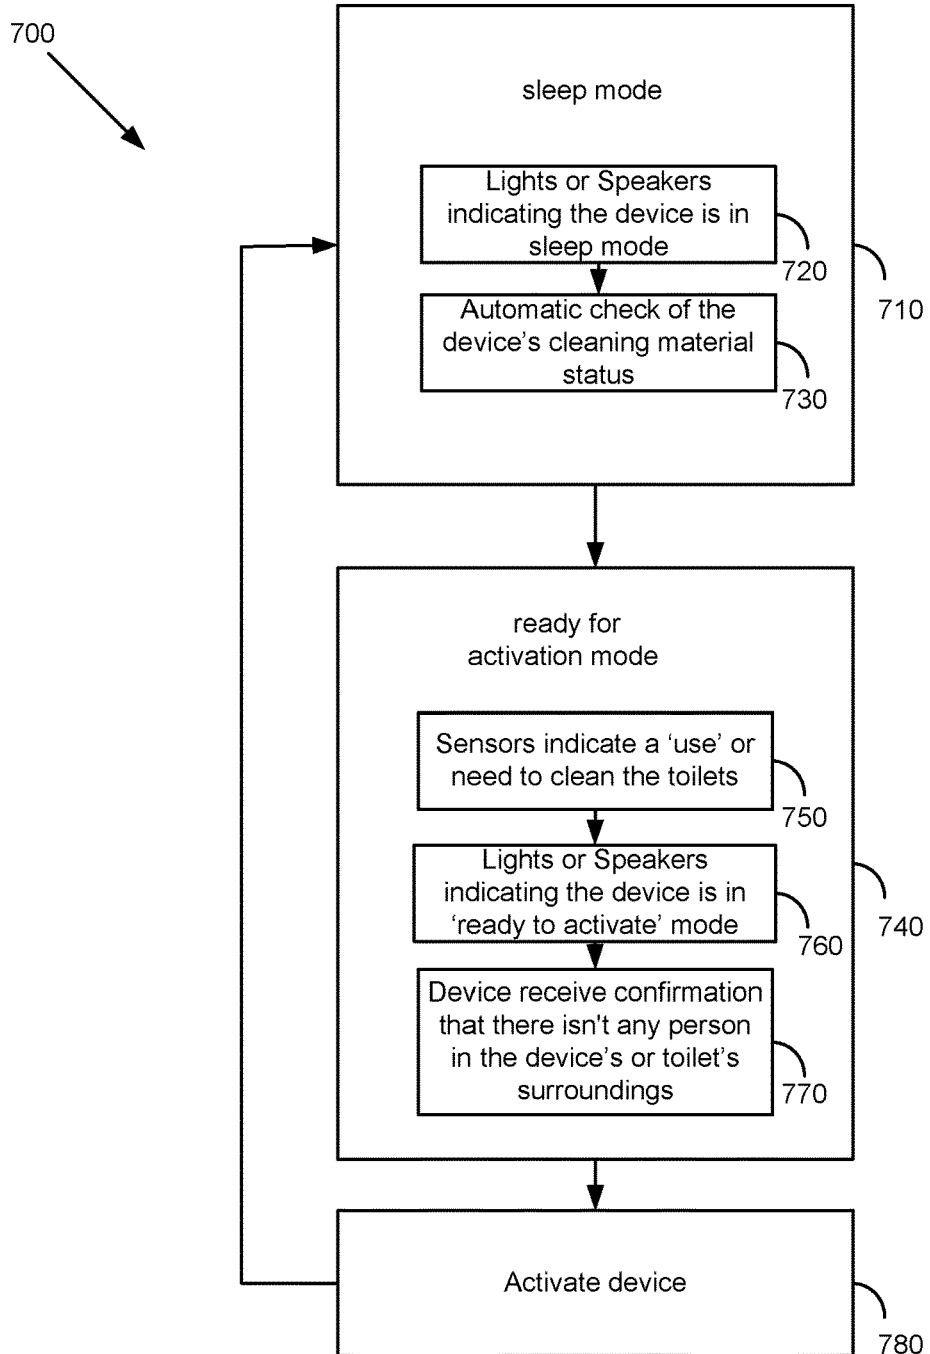 700
sleep mode
Lights or Speakers
indicating the device is in
sleep mode
720
710
Automatic check of the
device's cleaning material
status
730
ready for
activation mode
Sensors indicate a ‘use’ or
need to clean the toilets
750
Lights or Speakers
indicating the device is in
‘ready to activate’ mode
760
740
Device receive confirmation
that there isn't any person
in the device’s or toilet’s
surroundings
770
Activate device
780